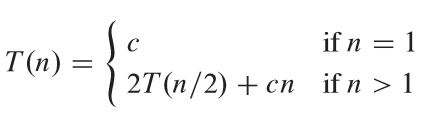 T(n) = { c if n = 1
2T(n/2) + cn if n > 1